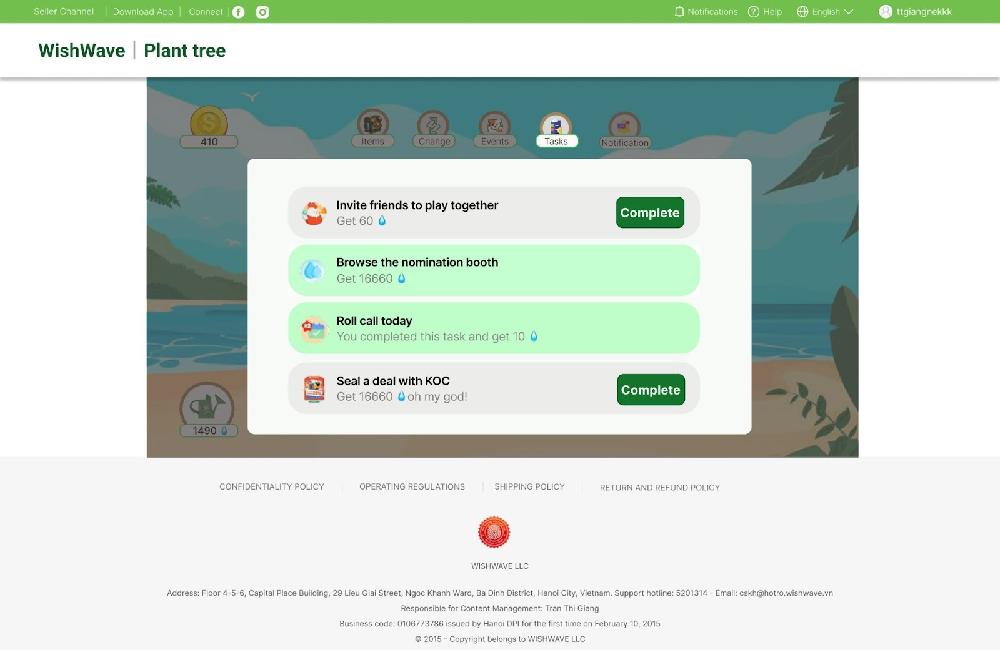 Seller Channel | Download App | Connect | Notifications Help English ttgiangnekkk
WishWave | Plant tree
410
Items
Change
Events
Tasks
Notification
Invite friends to play together
Get 60
Complete
Browse the nomination booth
Get 16660
Roll call today
You completed this task and get 10
Seal a deal with KOC
Get 16660 oh my god!
Complete
1490
CONFIDENTIALITY POLICY | OPERATING REGULATIONS | SHIPPING POLICY | RETURN AND REFUND POLICY
WISHWAVE LLC
Address: Floor 4-5-6, Capital Place Building, 29 Lieu Giai Street, Ngoc Khanh Ward, Ba Dinh District, Hanoi City, Vietnam. Support hotline: 5201314 - Email: cskh@hotro.wishwave.vn
Responsible for Content Management: Tran Thi Giang
Business code: 0106773786 issued by Hanoi DPI for the first time on February 10, 2015
© 2015 - Copyright belongs to WISHWAVE LLC